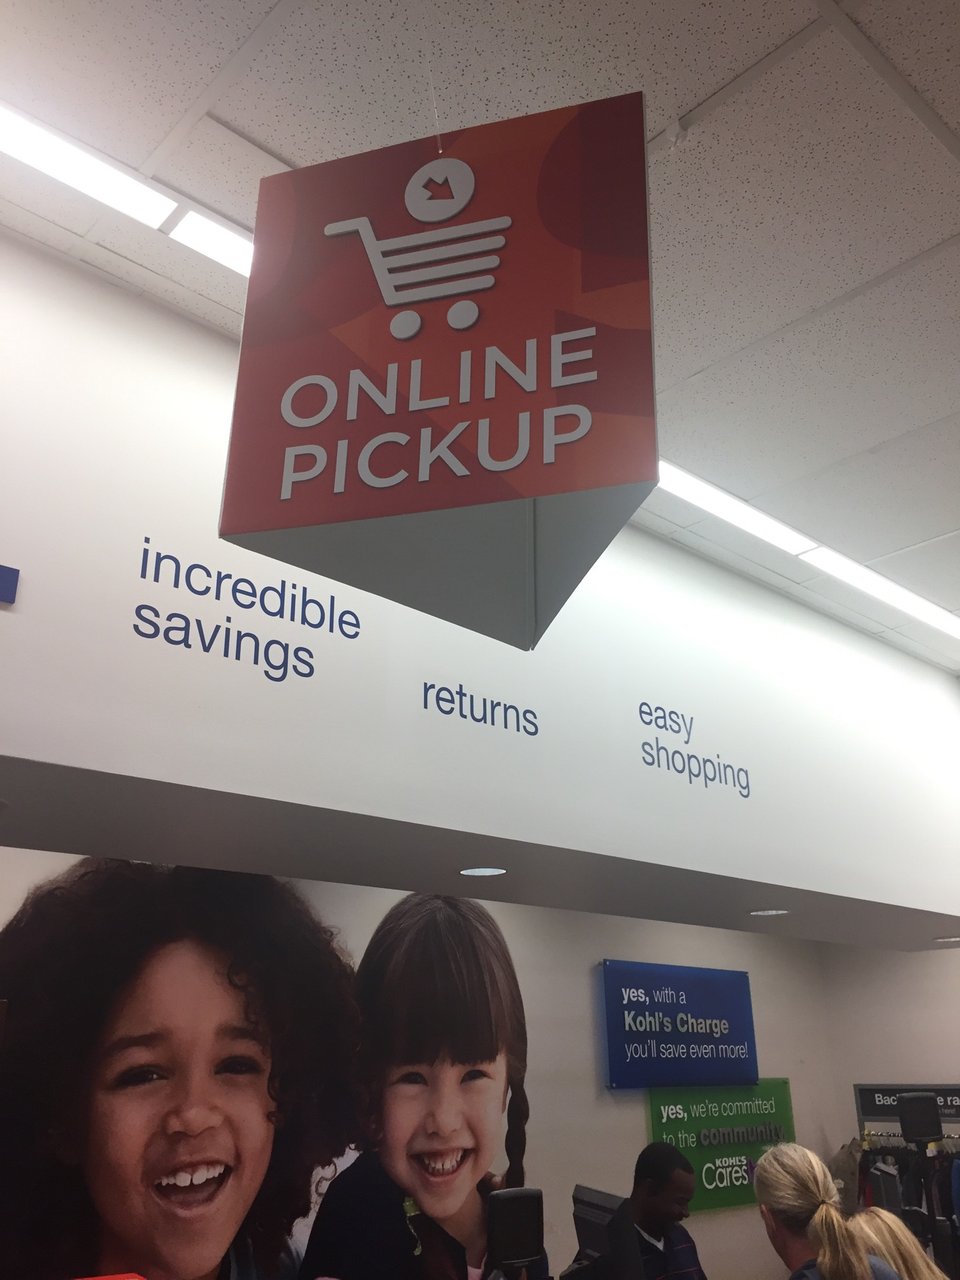 ONLINE
PICKUP
incredible
savings
returns
easy
shopping
yes, with a
Kohl's Charge
you'll save even more!
yes, we're committed
to the community
KOHL'S
Cares